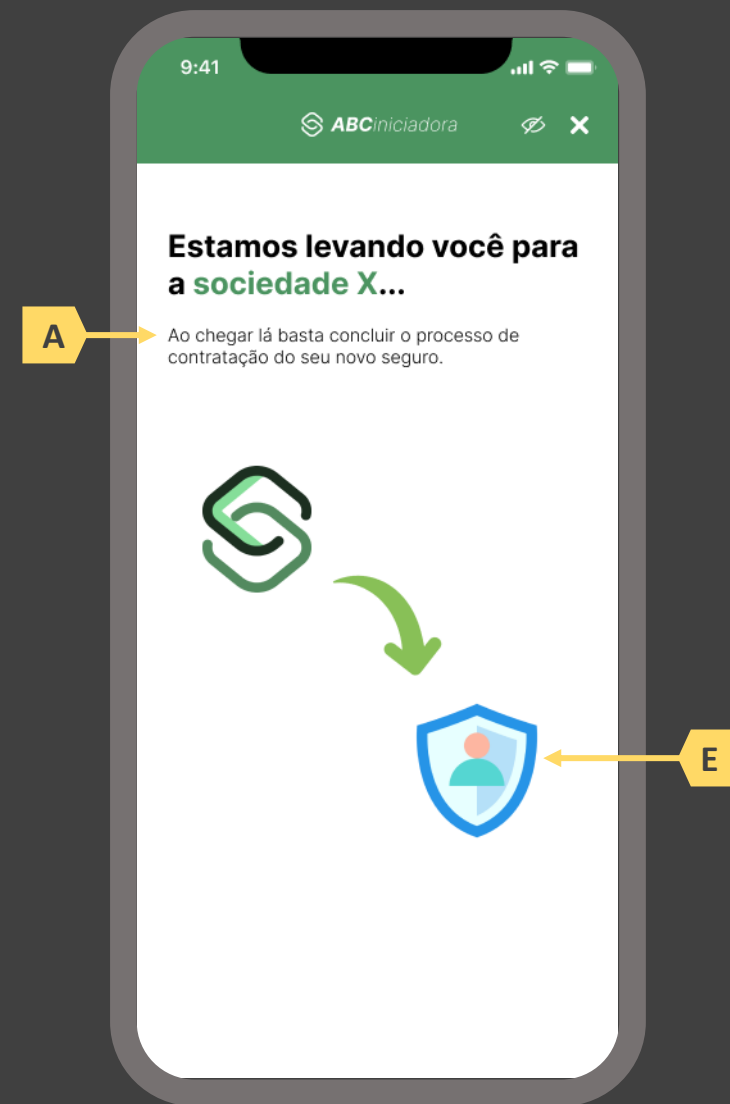 9:41
ABCiniciadora
Estamos levando você para
a sociedade X...
A
Ao chegar lá basta concluir o processo de
contratação do seu novo seguro.
E